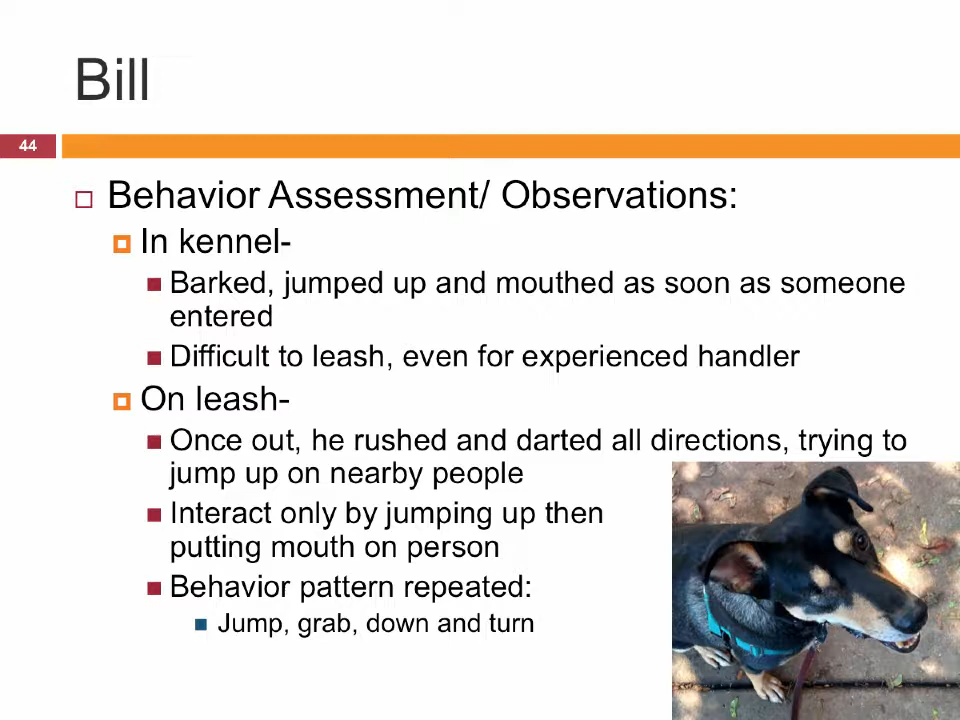 Bill
44
Behavior Assessment/ Observations:
In kennel-
Barked, jumped up and mouthed as soon as someone
entered
Difficult to leash, even for experienced handler
On leash-
Once out, he rushed and darted all directions, trying to
jump up on nearby people
Interact only by jumping up then
putting mouth on person
Behavior pattern repeated:
Jump, grab, down and turn